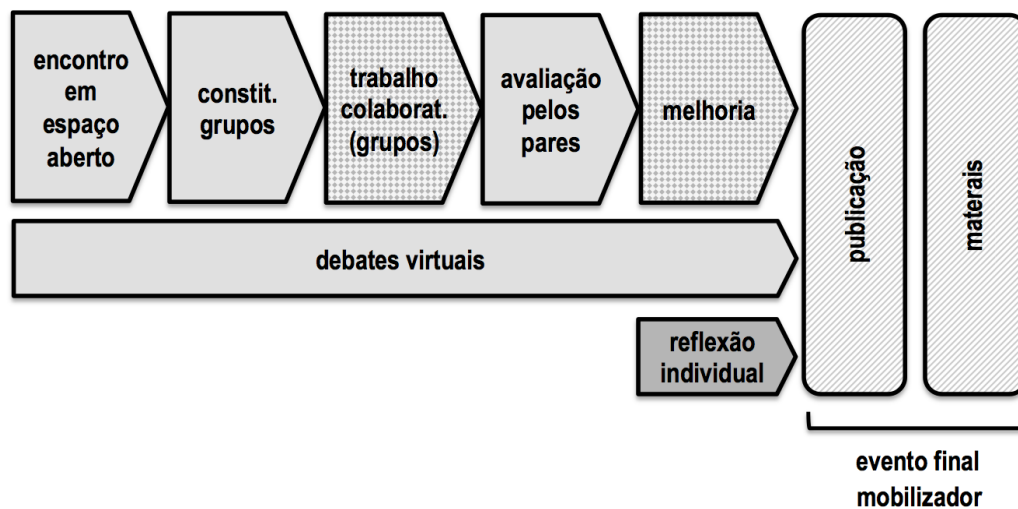 encontro
em
espaço
aberto
constit.
grupos
trabalho
colaborat.
(grupos)
avaliação
pelos
pares
melhoria
debates virtuais
reflexão
individual
publicação
materais
evento final
mobilizador